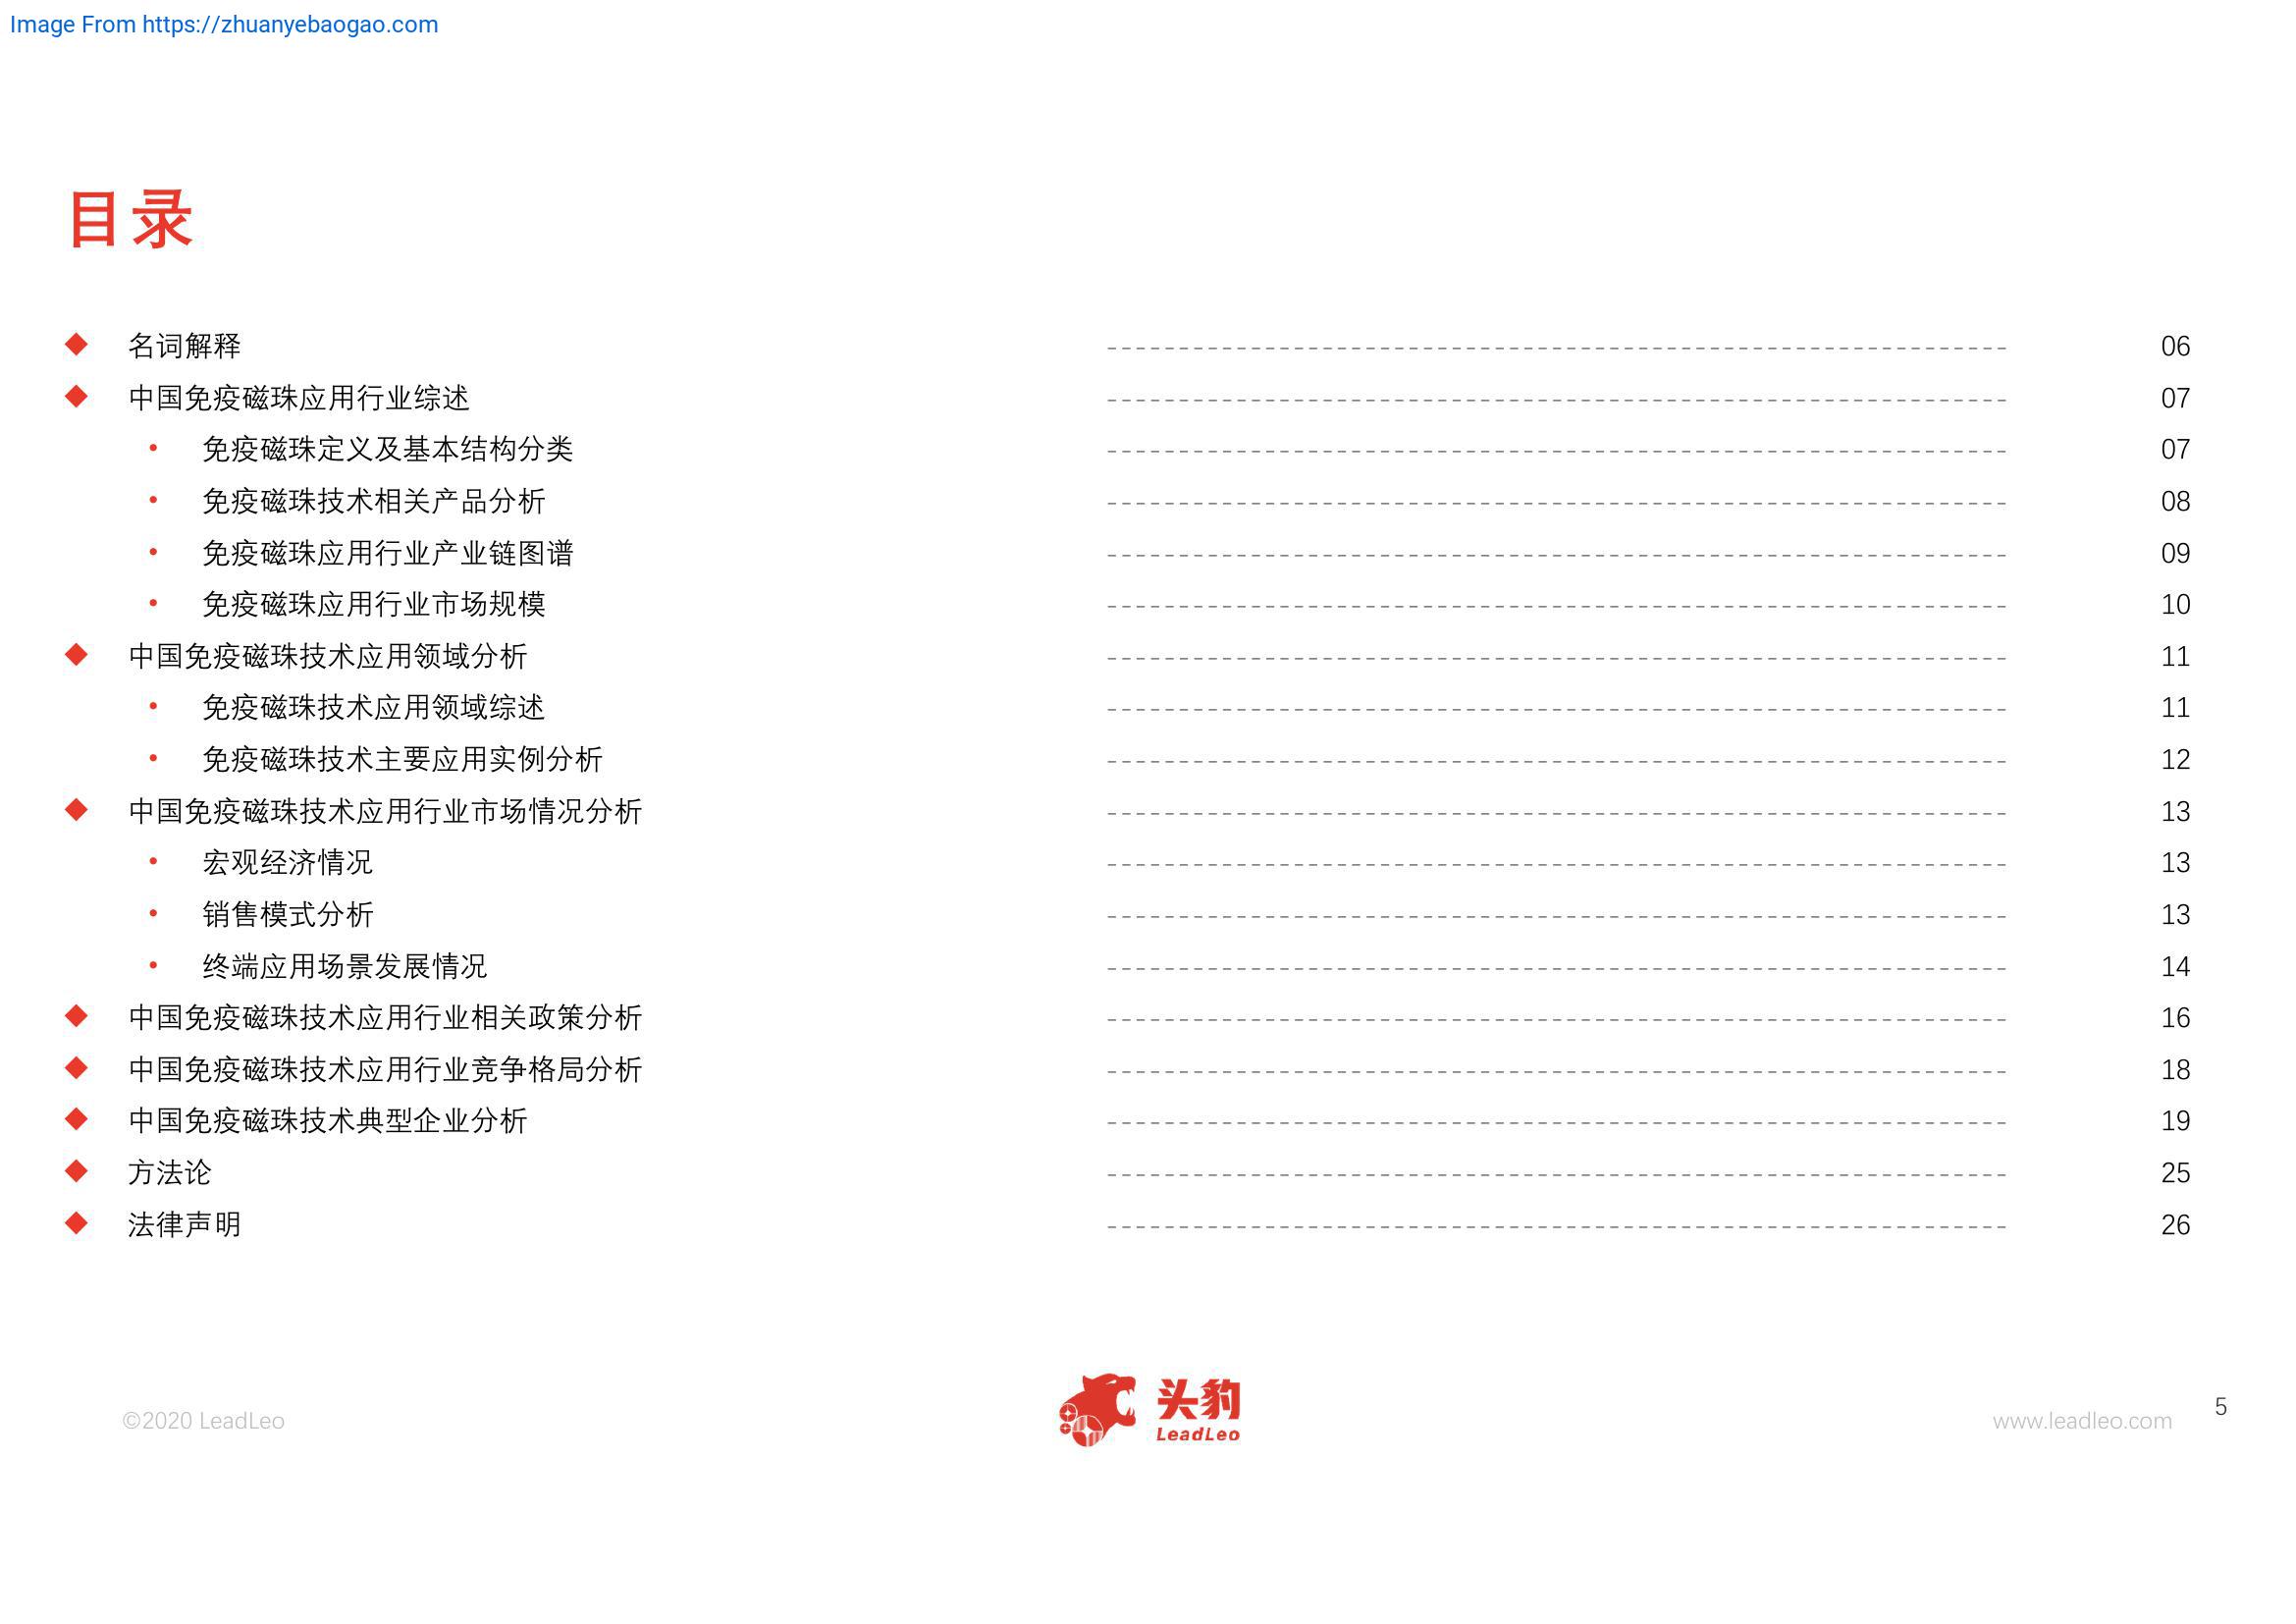 Image From https://zhuanyebaogao.com
目录
名词解释 06
中国免疫磁珠应用行业综述 07
免疫磁珠定义及基本结构分类 07
免疫磁珠技术相关产品分析 08
免疫磁珠应用行业产业链图谱 09
免疫磁珠应用行业市场规模 10
中国免疫磁珠技术应用领域分析 11
免疫磁珠技术应用领域综述 11
免疫磁珠技术主要应用实例分析 12
中国免疫磁珠技术应用行业市场情况分析 13
宏观经济情况 13
销售模式分析 13
终端应用场景发展情况 14
中国免疫磁珠技术应用行业相关政策分析 16
中国免疫磁珠技术应用行业竞争格局分析 18
中国免疫磁珠技术典型企业分析 19
方法论 25
法律声明 26
©2020 LeadLeo
头豹
LeadLeo
www.leadleo.com
5